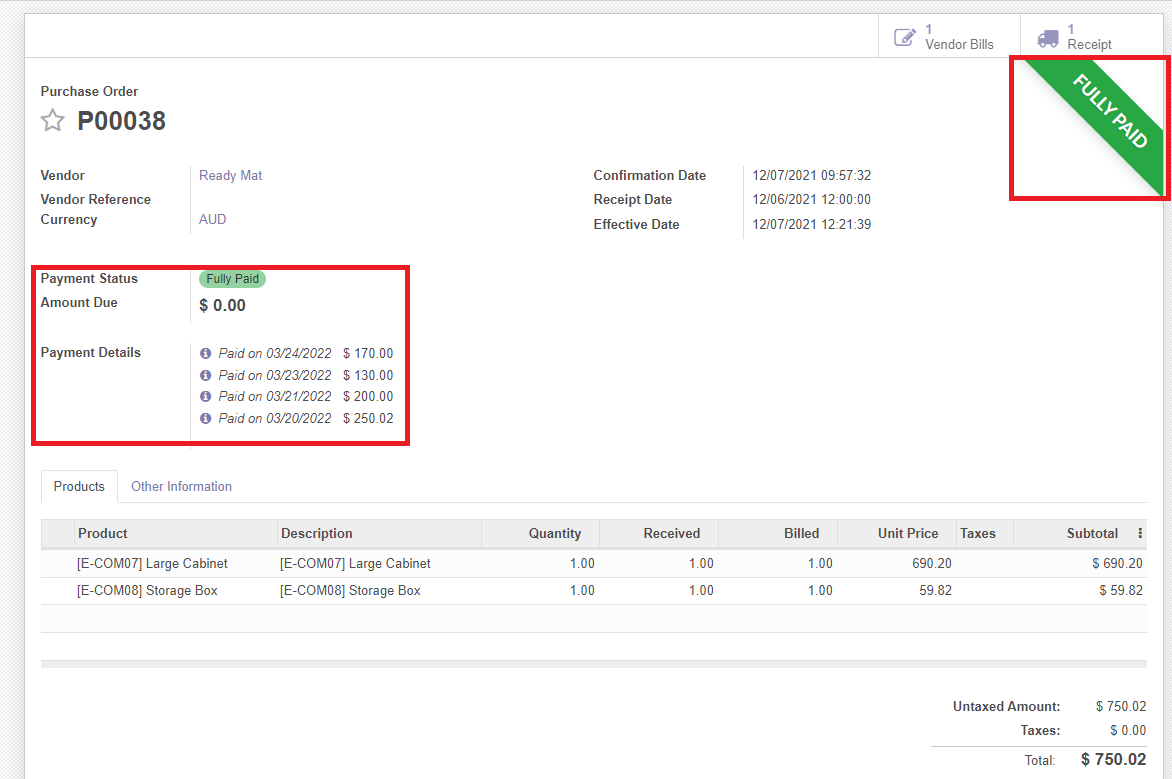 1
Vendor Bills
1
Receipt
FULLY PAID
Purchase Order
P00038
Vendor Ready Mat
Vendor Reference
Currency AUD
Confirmation Date 12/07/2021 09:57:32
Receipt Date 12/06/2021 12:00:00
Effective Date 12/07/2021 12:21:39
Payment Status Fully Paid
Amount Due $ 0.00
Payment Details Paid on 03/24/2022 $ 170.00
Paid on 03/23/2022 $ 130.00
Paid on 03/21/2022 $ 200.00
Paid on 03/20/2022 $ 250.02
Products Other Information
Product Description Quantity Received Billed Unit Price Taxes Subtotal
[E-COM07] Large Cabinet [E-COM07] Large Cabinet 1.00 1.00 1.00 690.20 $ 690.20
[E-COM08] Storage Box [E-COM08] Storage Box 1.00 1.00 1.00 59.82 $ 59.82
Untaxed Amount: $ 750.02
Taxes: $ 0.00
Total: $ 750.02